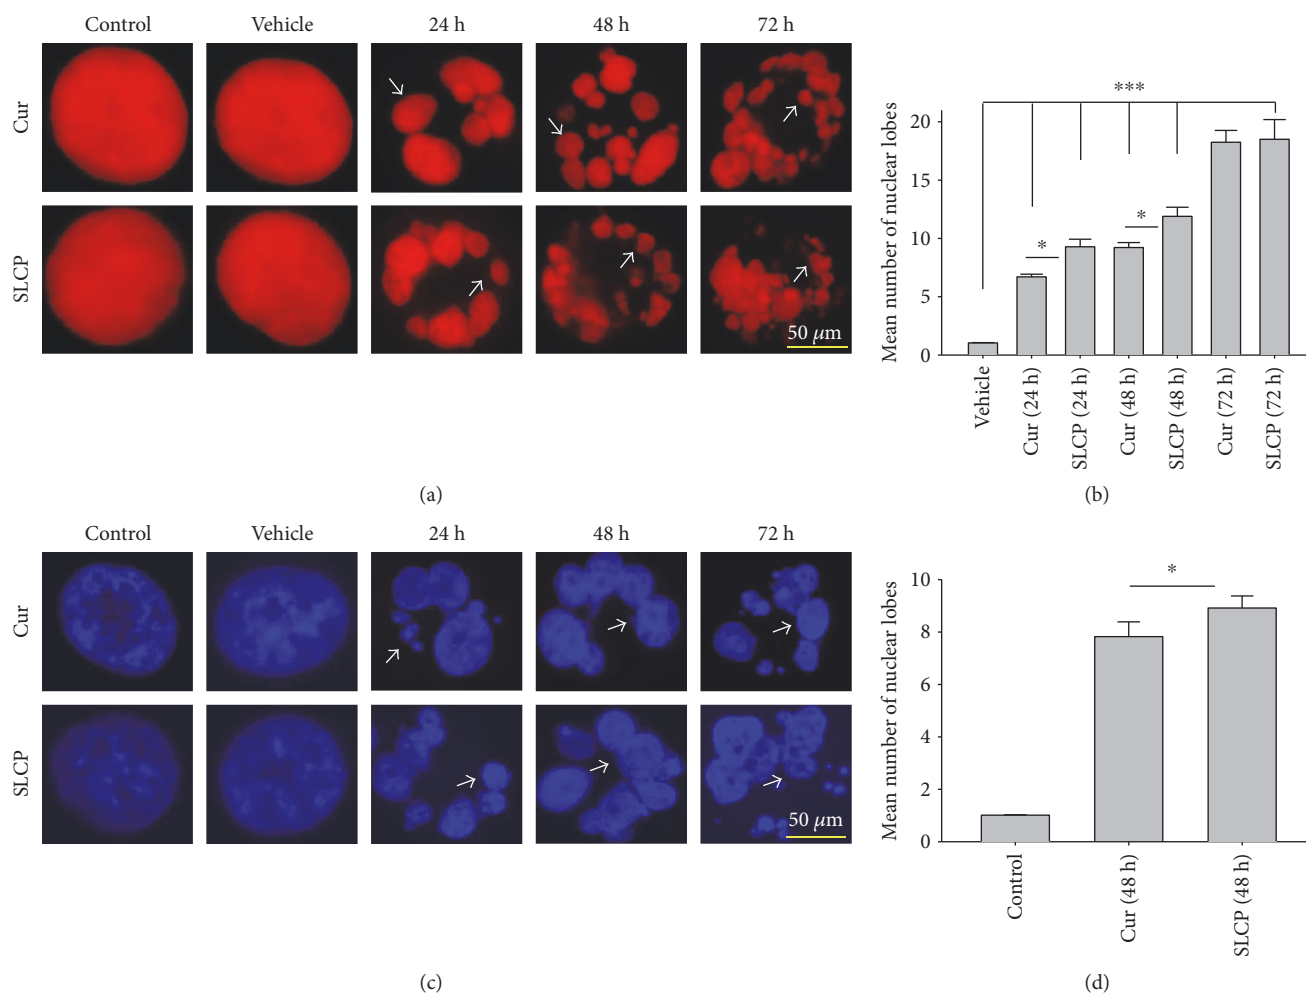 Control Vehicle 24 h 48 h 72 h
Cur
SLCP
50 μm
(a)
Mean number of nuclear lobes
20
15
10
5
0
***
*
*
Vehicle
Cur (24 h)
SLCP (24 h)
Cur (48 h)
SLCP (48 h)
Cur (72 h)
SLCP (72 h)
(b)
Control Vehicle 24 h 48 h 72 h
Cur
SLCP
50 μm
(c)
Mean number of nuclear lobes
10
8
6
4
2
0
*
Control
Cur (48 h)
SLCP (48 h)
(d)